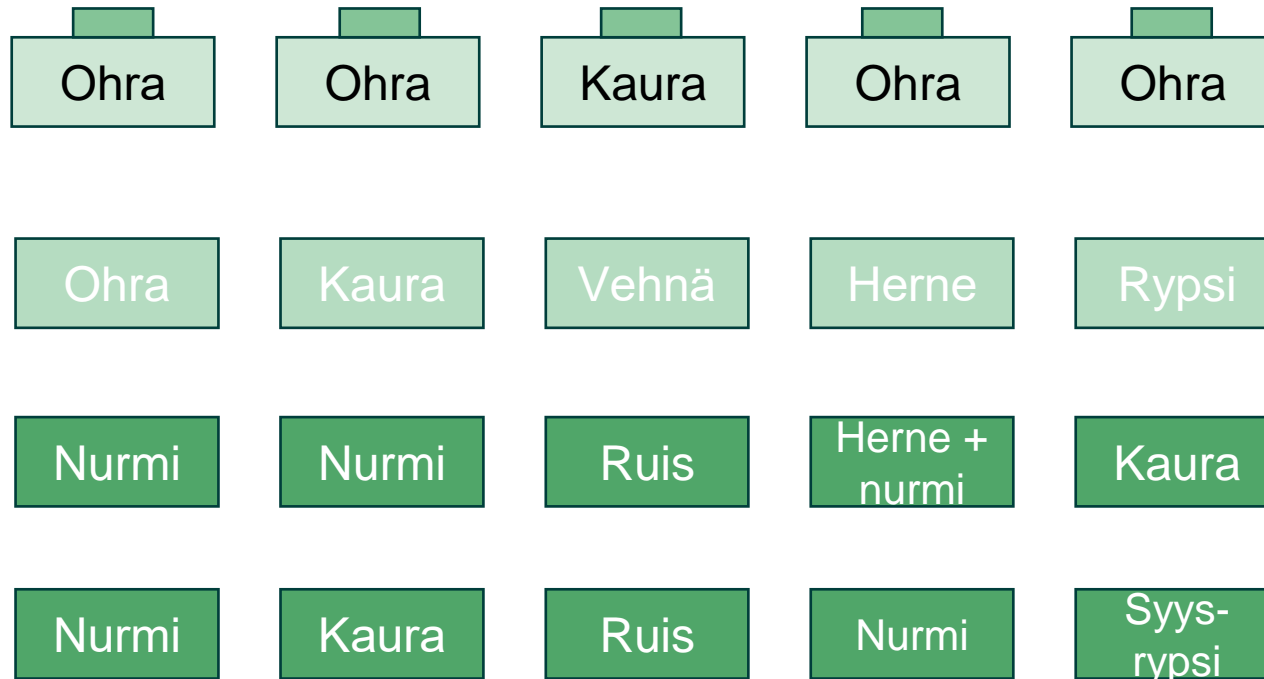 Ohra Ohra Kaura Ohra Ohra
Ohra Kaura Vehnä Herne Rypsi
Nurmi Nurmi Ruis Herne + Kaura
nurmi
Nurmi Kaura Ruis Nurmi Syys-
rypsi